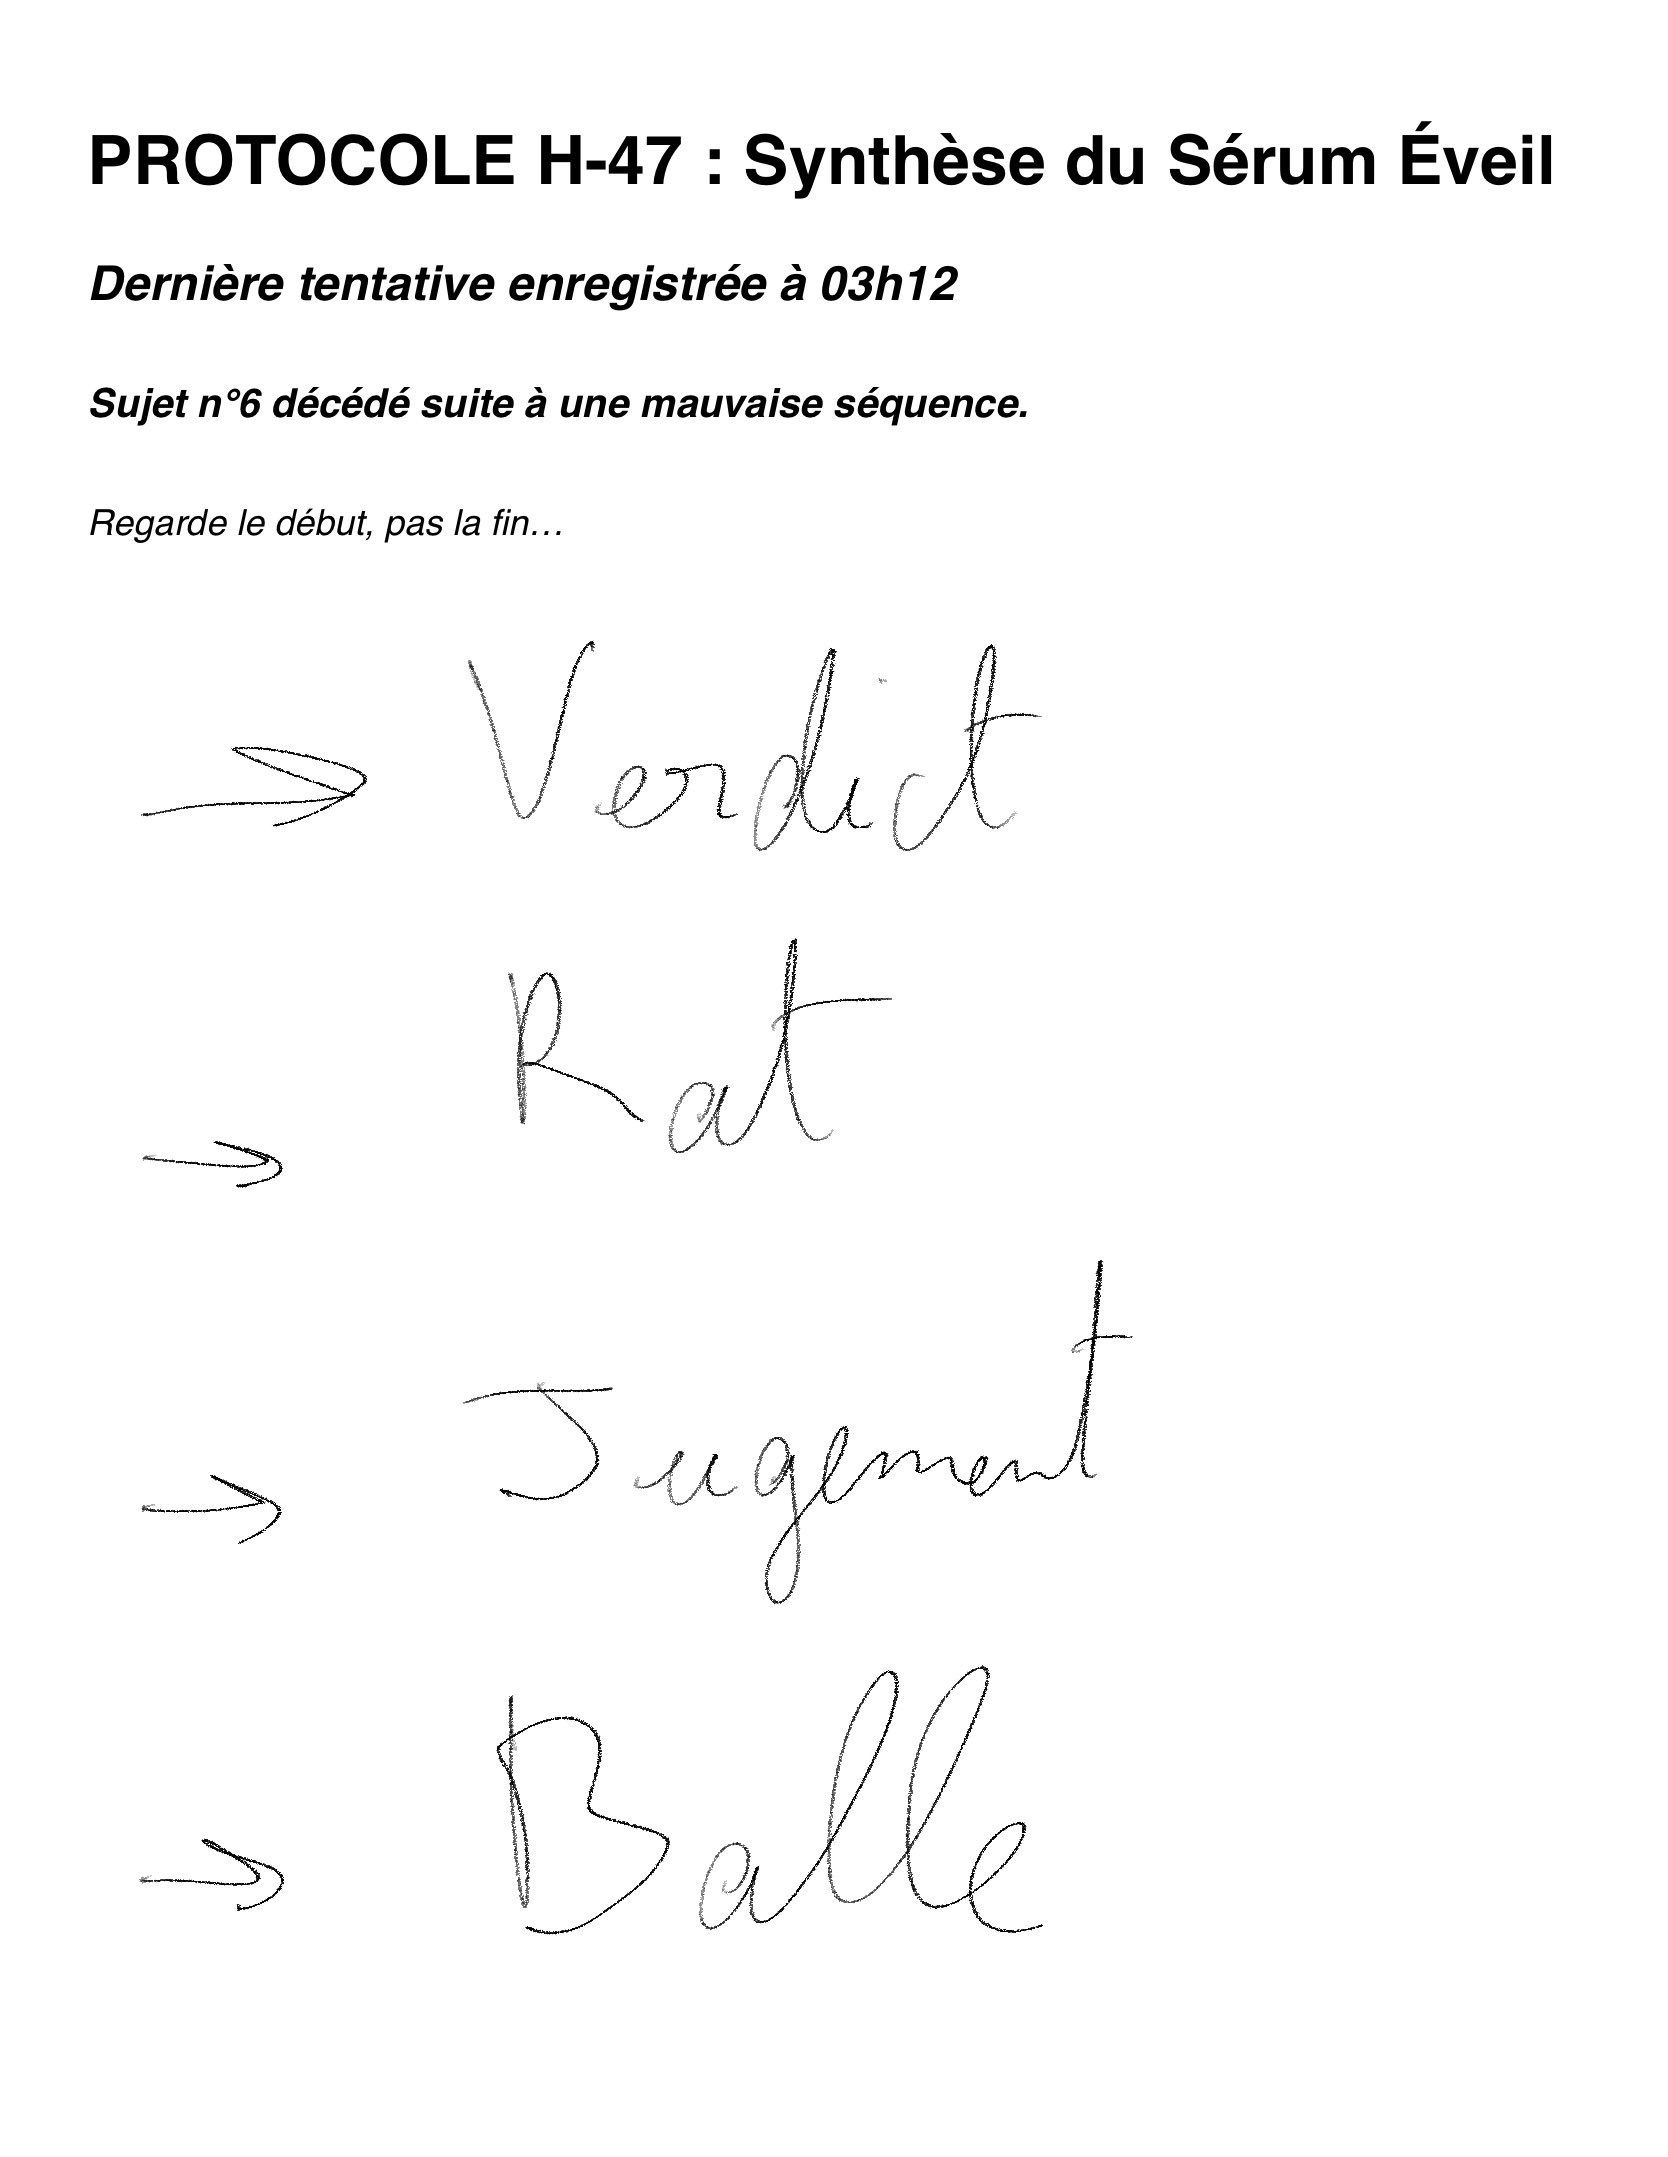 PROTOCOLE H-47 : Synthèse du Sérum Éveil
Dernière tentative enregistrée à 03h12
Sujet n°6 décédé suite à une mauvaise séquence.
Regarde le début, pas la fin…
→ Verdict
→ Rat
→ Jugement
→ Balle